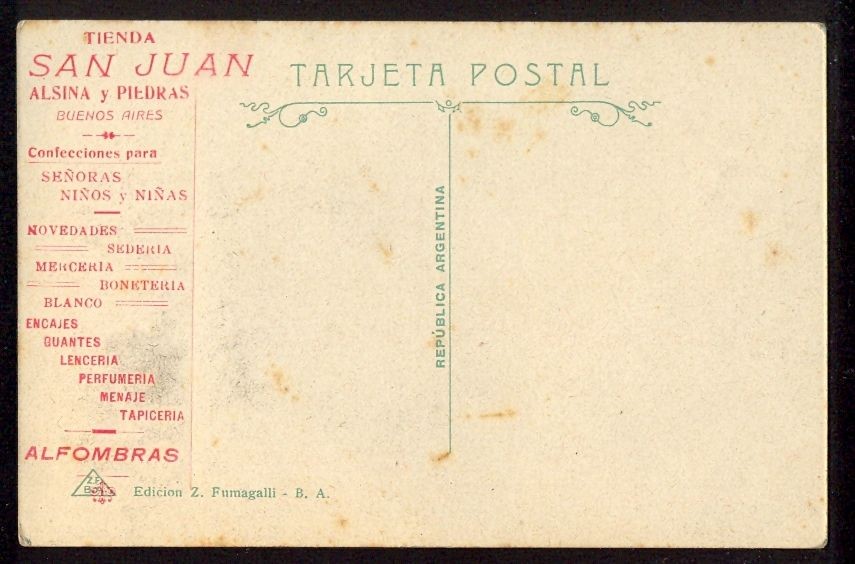 TIENDA
SAN JUAN
ALSINA y PIEDRAS
BUENOS AIRES
Confecciones para
SEÑORAS
NIÑOS y NIÑAS
NOVEDADES
SEDERIA
MERCERIA
BONETERIA
BLANCO
ENCAJES
GUANTES
LENCERIA
PERFUMERIA
MENAJE
TAPICERIA
ALFOMBRAS
TARJETA POSTAL
REPÚBLICA ARGENTINA
Edicion Z. Fumagalli - B. A.